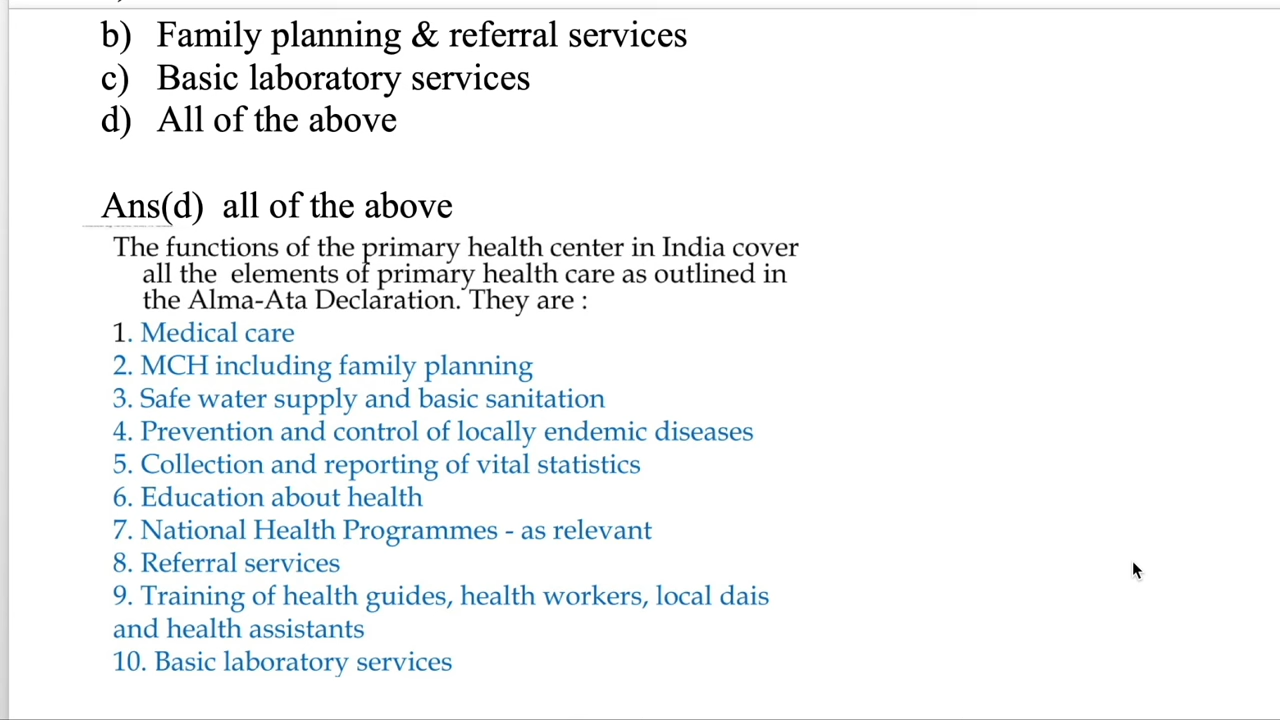 b) Family planning & referral services
c) Basic laboratory services
d) All of the above
Ans(d) all of the above
The functions of the primary health center in India cover
all the elements of primary health care as outlined in
the Alma-Ata Declaration. They are :
1. Medical care
2. MCH including family planning
3. Safe water supply and basic sanitation
4. Prevention and control of locally endemic diseases
5. Collection and reporting of vital statistics
6. Education about health
7. National Health Programmes - as relevant
8. Referral services
9. Training of health guides, health workers, local dais
and health assistants
10. Basic laboratory services